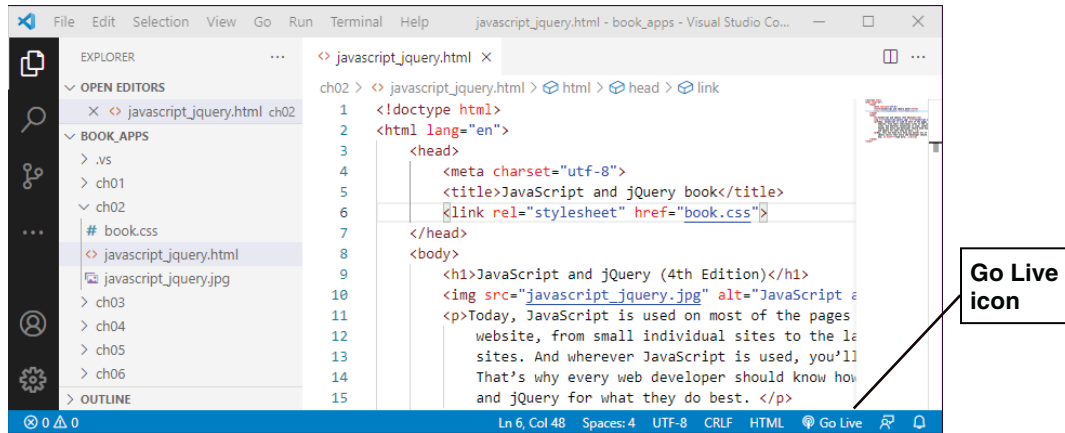 File Edit Selection View Go Run Terminal Help javascript_jquery.html - book_apps - Visual Studio Co...
EXPLORER ...
OPEN EDITORS
javascript_jquery.html ch02
BOOK_APPS
.vs
ch01
ch02
# book.css
<> javascript_jquery.html
javascript_jquery.jpg
ch03
ch04
ch05
ch06
OUTLINE
<> javascript_jquery.html ×
ch02 > <> javascript_jquery.html > html > head > link
1 <!doctype html>
2 <html lang="en">
3 <head>
4 <meta charset="utf-8">
5 <title>JavaScript and jQuery book</title>
6 <link rel="stylesheet" href="book.css">
7 </head>
8 <body>
9 <h1>JavaScript and jQuery (4th Edition)</h1>
10 <img src="javascript_jquery.jpg" alt="JavaScript a
11 <p>Today, JavaScript is used on most of the pages
12 website, from small individual sites to the la
13 sites. And wherever JavaScript is used, you’ll
14 That’s why every web developer should know how
15 and jQuery for what they do best. </p>
0 0 Ln 6, Col 48 Spaces: 4 UTF-8 CRLF HTML Go Live
Go Live
icon